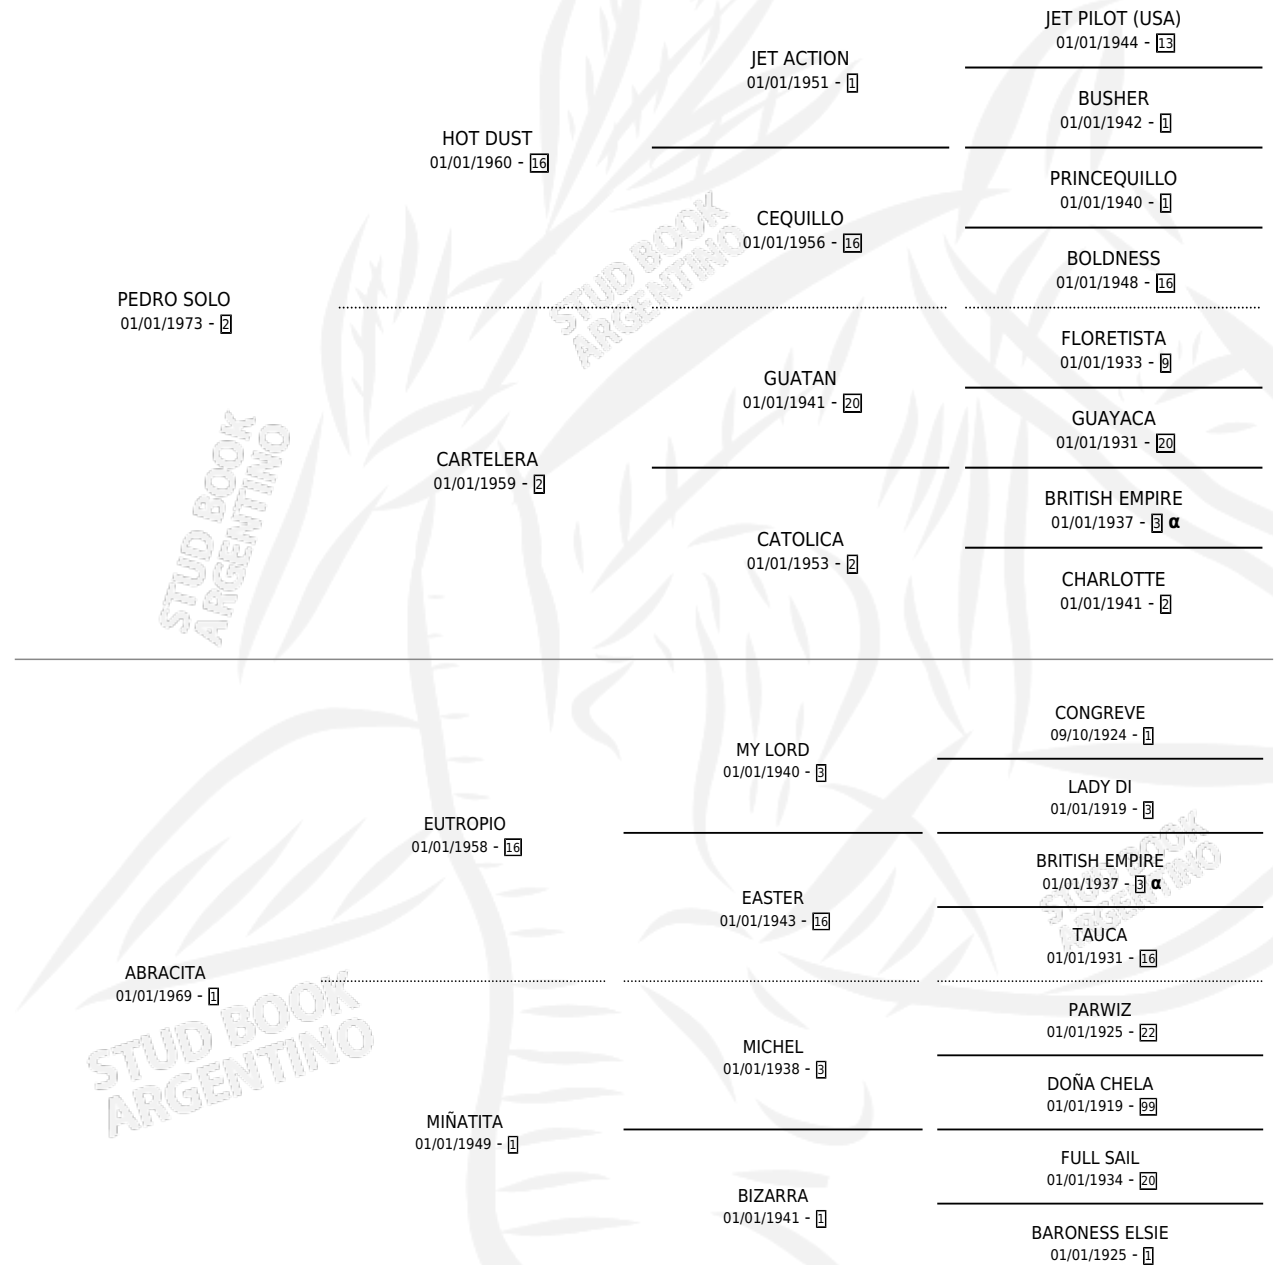 JET PILOT (USA)
01/01/1944 - 13
JET ACTION
01/01/1951 - 1
BUSHER
01/01/1942 - 1
HOT DUST
01/01/1960 - 16
PRINCEQUILLO
01/01/1940 - 1
CEQUILLO
01/01/1956 - 16
BOLDNESS
01/01/1948 - 16
PEDRO SOLO
01/01/1973 - 2
FLORETISTA
01/01/1933 - 9
GUATAN
01/01/1941 - 20
GUAYACA
01/01/1931 - 20
CARTELERA
01/01/1959 - 2
BRITISH EMPIRE
01/01/1937 - 3 α
CATOLICA
01/01/1953 - 2
CHARLOTTE
01/01/1941 - 2
CONGREVE
09/10/1924 - 1
MY LORD
01/01/1940 - 3
LADY DI
01/01/1919 - 3
EUTROPIO
01/01/1958 - 16
BRITISH EMPIRE
01/01/1937 - 3 α
EASTER
01/01/1943 - 16
TAUCA
01/01/1931 - 16
ABRACITA
01/01/1969 - 1
PARWIZ
01/01/1925 - 22
MICHEL
01/01/1938 - 3
DOÑA CHELA
01/01/1919 - 99
MIÑATITA
01/01/1949 - 1
FULL SAIL
01/01/1934 - 20
BIZARRA
01/01/1941 - 1
BARONESS ELSIE
01/01/1925 - 1
STUD BOOK
ARGENTINO
STUD BOOK
ARGENTINO
STUD BOOK
ARGENTINO
STUD BOOK
ARGENTINO